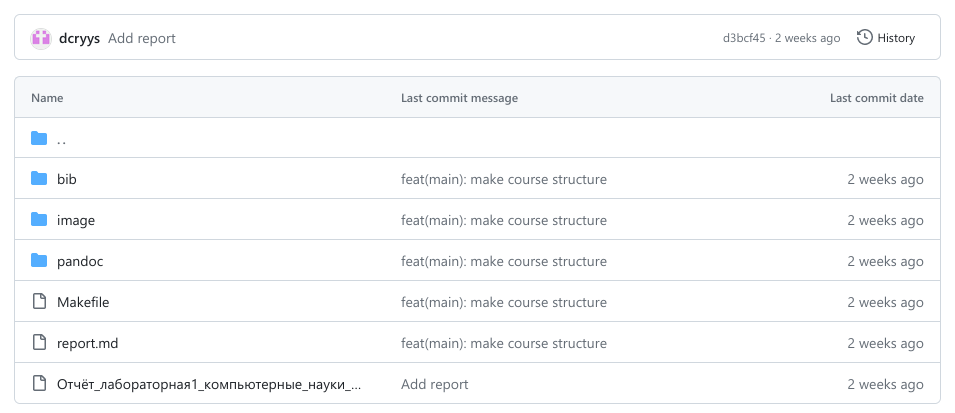 dcryys Add report d3bcf45 · 2 weeks ago History
Name Last commit message Last commit date
..
bib feat(main): make course structure 2 weeks ago
image feat(main): make course structure 2 weeks ago
pandoc feat(main): make course structure 2 weeks ago
Makefile feat(main): make course structure 2 weeks ago
report.md feat(main): make course structure 2 weeks ago
Отчёт_лабораторная1_компьютерные_науки_... Add report 2 weeks ago